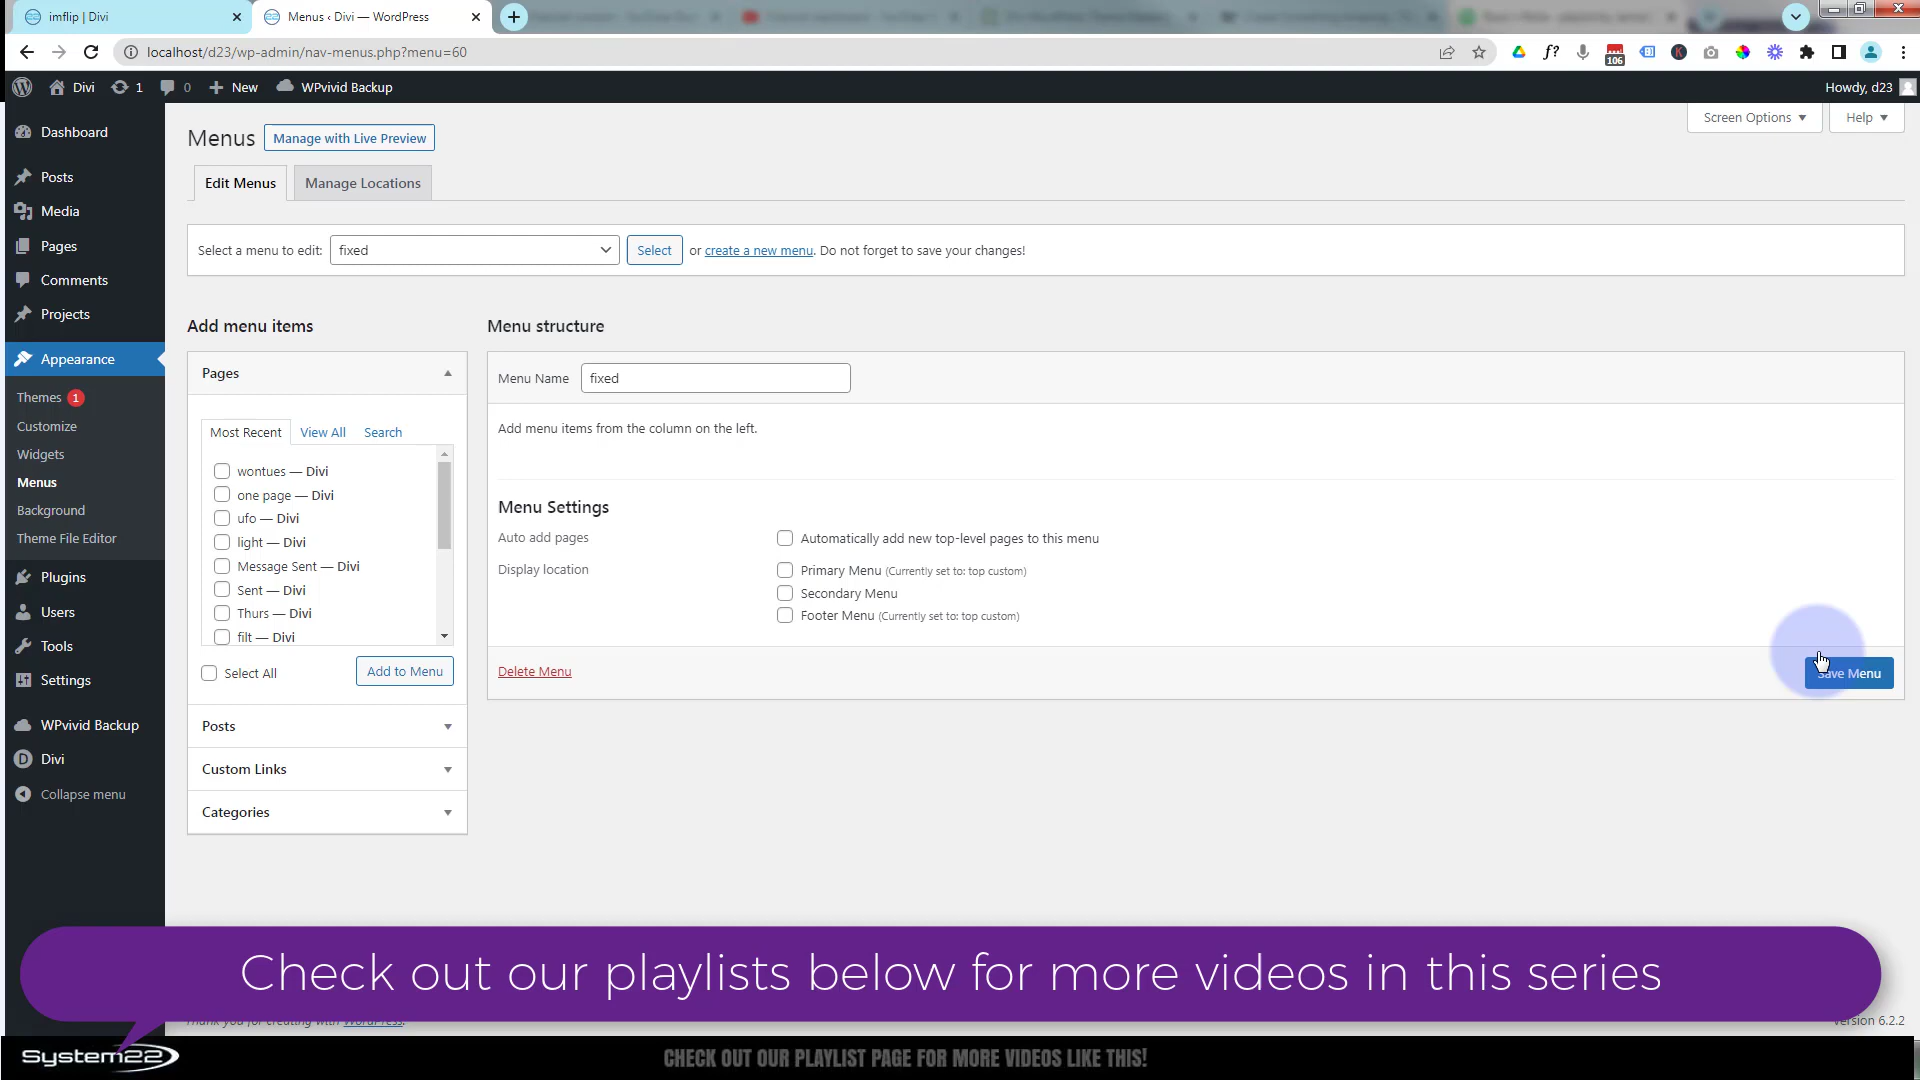 imflip | Divi
Menus ‹ Divi — WordPress
localhost/d23/wp-admin/nav-menus.php?menu=60
106
Divi
1
0
New
WPvivid Backup
Howdy, d23
Dashboard
Posts
Media
Pages
Comments
Projects
Appearance
Themes 1
Customize
Widgets
Menus
Background
Theme File Editor
Plugins
Users
Tools
Settings
WPvivid Backup
Divi
Collapse menu
Menus
Manage with Live Preview
Screen Options
Help
Edit Menus
Manage Locations
Select a menu to edit: fixed Select or create a new menu. Do not forget to save your changes!
Add menu items
Pages
Most Recent View All Search
wontues — Divi
one page — Divi
ufo — Divi
light — Divi
Message Sent — Divi
Sent — Divi
Thurs — Divi
filt — Divi
Select All
Add to Menu
Posts
Custom Links
Categories
Menu structure
Menu Name fixed
Add menu items from the column on the left.
Menu Settings
Auto add pages
Automatically add new top-level pages to this menu
Display location
Primary Menu (Currently set to: top custom)
Secondary Menu
Footer Menu (Currently set to: top custom)
Delete Menu
Save Menu
Check out our playlists below for more videos in this series
Thank you for creating with WordPress.
Version 6.2.2
System22
CHECK OUT OUR PLAYLIST PAGE FOR MORE VIDEOS LIKE THIS!